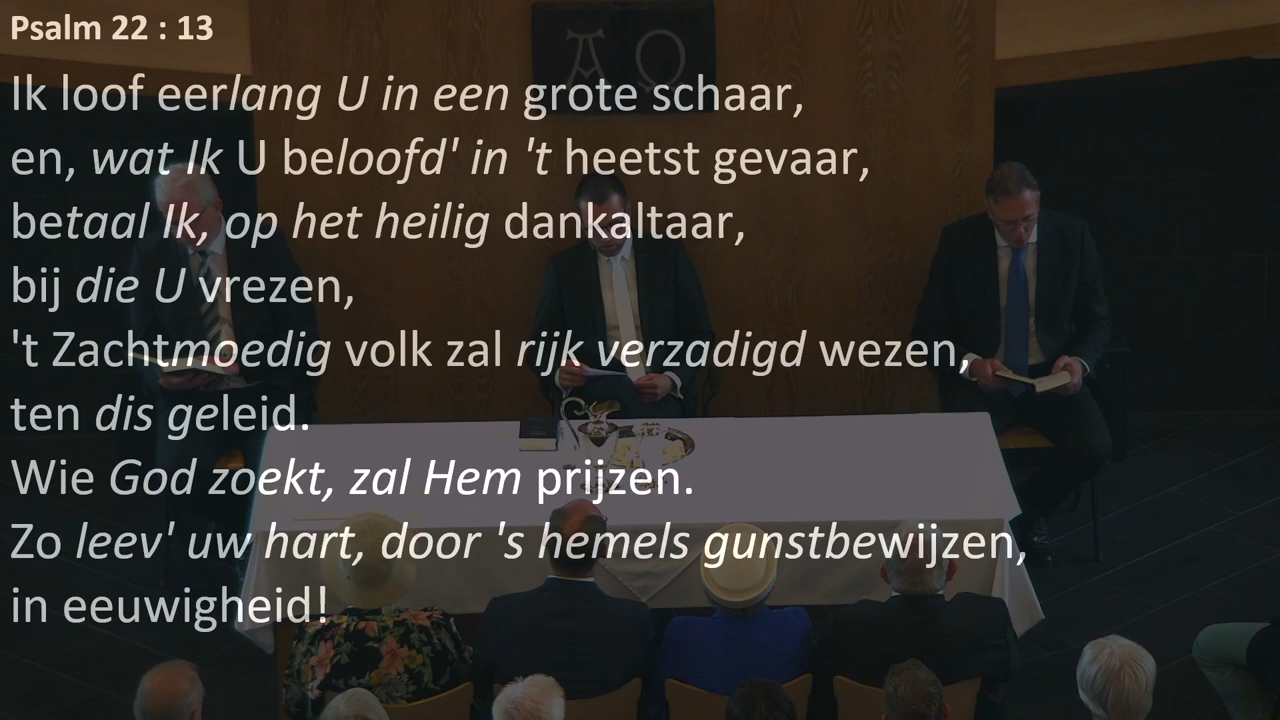 Psalm 22 : 13
Α Ω
Ik loof eerlang U in een grote schaar,
en, wat Ik U beloofd' in 't heetst gevaar,
betaal Ik, op het heilig dankaltaar,
bij die U vrezen,
't Zachtmoedig volk zal rijk verzadigd wezen,
ten dis geleid.
Wie God zoekt, zal Hem prijzen.
Zo leev' uw hart, door 's hemels gunstbewijzen,
in eeuwigheid!